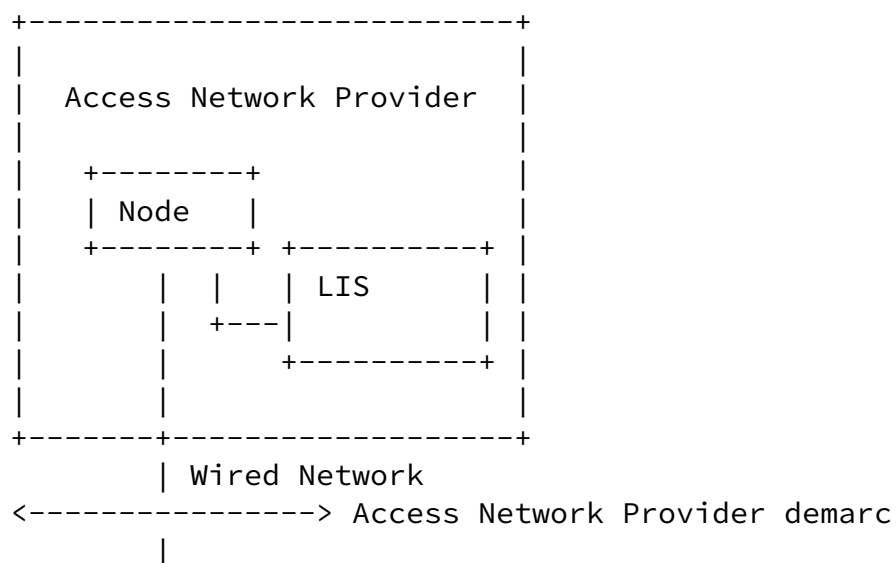 Access Network Provider
Node
LIS
Wired Network
Access Network Provider demarc